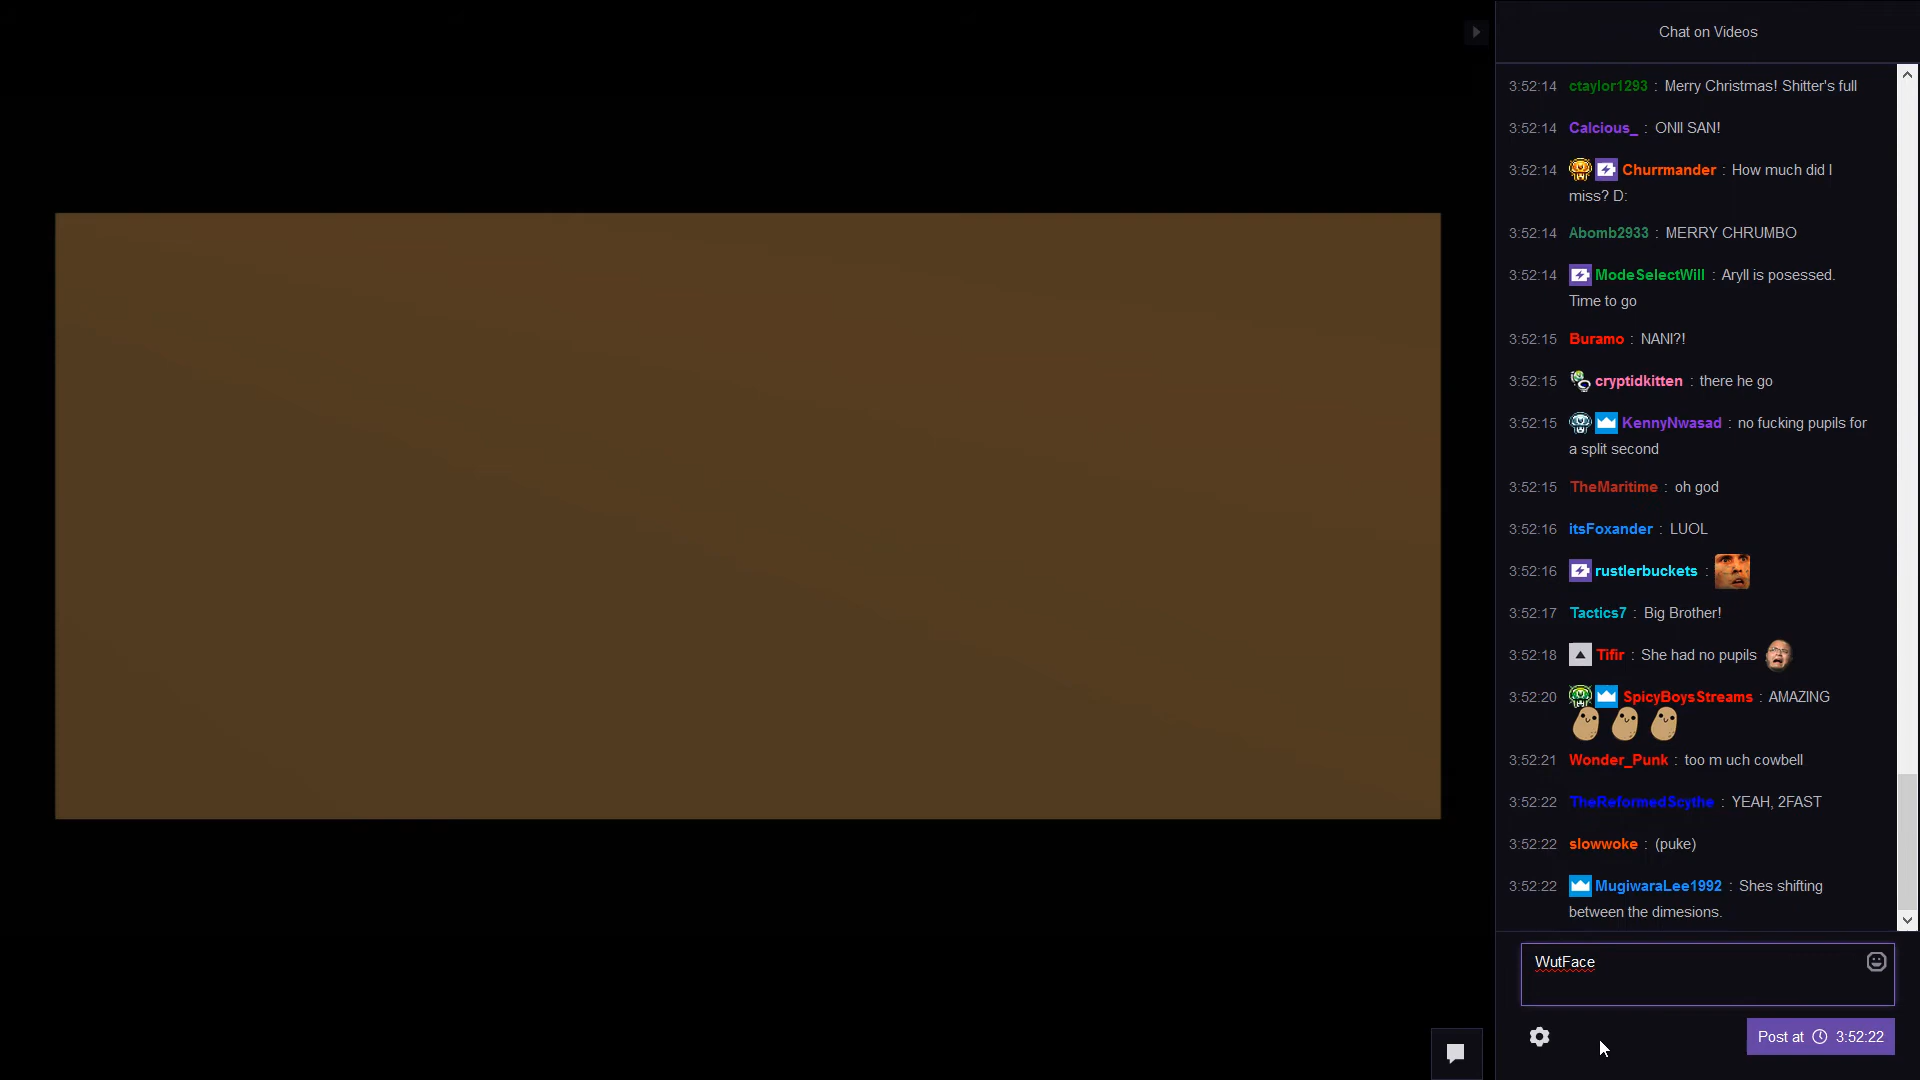 Chat on Videos
3:52:14 ctaylor1293 : Merry Christmas! Shitter's full
3:52:14 Calcious_ : ONII SAN!
3:52:14 Churrmander : How much did I
miss? D:
3:52:14 Abomb2933 : MERRY CHRUMBO
3:52:14 ModeSelectWill : Aryll is posessed.
Time to go
3:52:15 Buramo : NANI?!
3:52:15 cryptidkitten : there he go
3:52:15 KennyNwasad : no fucking pupils for
a split second
3:52:15 TheMaritime : oh god
3:52:16 itsFoxander : LUOL
3:52:16 rustlerbuckets :
3:52:17 Tactics7 : Big Brother!
3:52:18 Tifir : She had no pupils
3:52:20 SpicyBoysStreams : AMAZING
3:52:21 Wonder_Punk : too m uch cowbell
3:52:22 TheReformedScythe : YEAH, 2FAST
3:52:22 slowwoke : (puke)
3:52:22 MugiwaraLee1992 : Shes shifting
between the dimesions.
WutFace
Post at 3:52:22